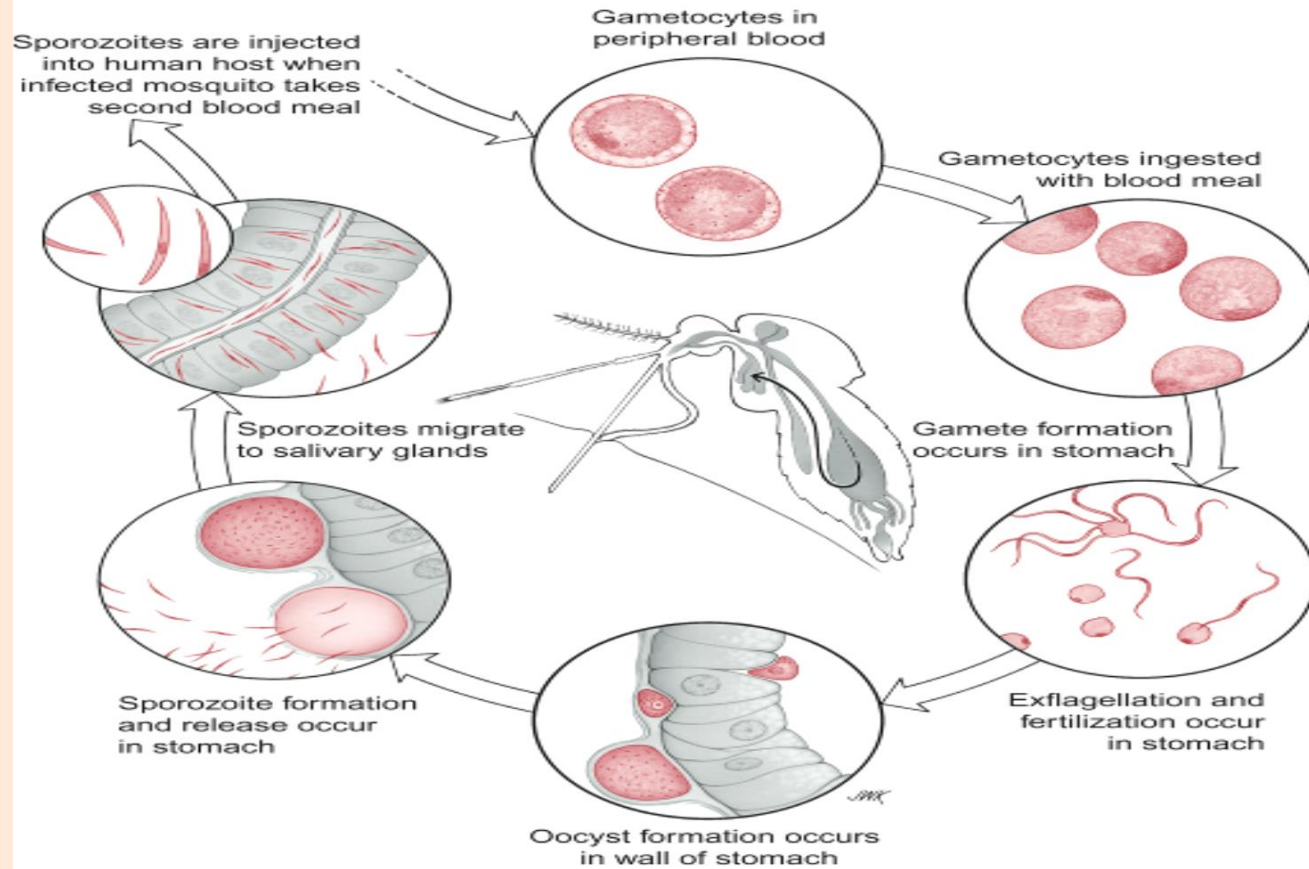 Sporozoites are injected
into human host when
infected mosquito takes
second blood meal
Gametocytes in
peripheral blood
Gametocytes ingested
with blood meal
Gamete formation
occurs in stomach
Exflagellation and
fertilization occur
in stomach
Oocyst formation occurs
in wall of stomach
Sporozoite formation
and release occur
in stomach
Sporozoites migrate
to salivary glands